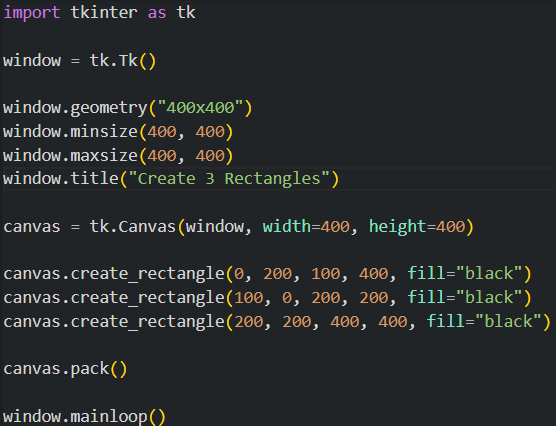 import tkinter as tk
window = tk.Tk()
window.geometry("400x400")
window.minsize(400, 400)
window.maxsize(400, 400)
window.title("Create 3 Rectangles")
canvas = tk.Canvas(window, width=400, height=400)
canvas.create_rectangle(0, 200, 100, 400, fill="black")
canvas.create_rectangle(100, 0, 200, 200, fill="black")
canvas.create_rectangle(200, 200, 400, 400, fill="black")
canvas.pack()
window.mainloop()